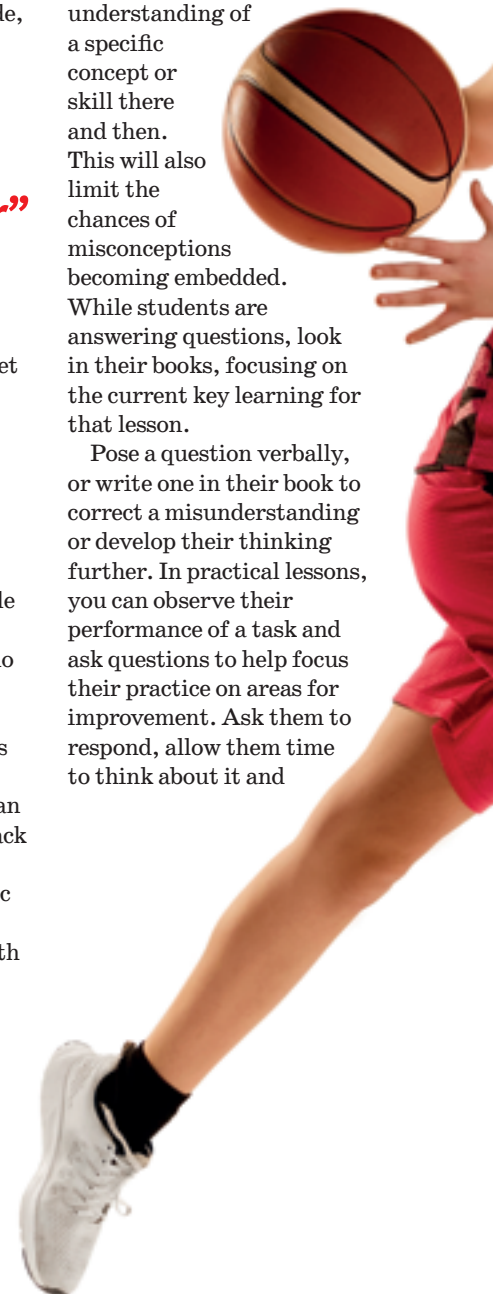 understanding of
a specific
concept or
skill there
and then.
This will also
limit the
chances of
misconceptions
becoming embedded.
While students are
answering questions, look
in their books, focusing on
the current key learning for
that lesson.
Pose a question verbally,
or write one in their book to
correct a misunderstanding
or develop their thinking
further. In practical lessons,
you can observe their
performance of a task and
ask questions to help focus
their practice on areas for
improvement. Ask them to
respond, allow them time
to think about it and